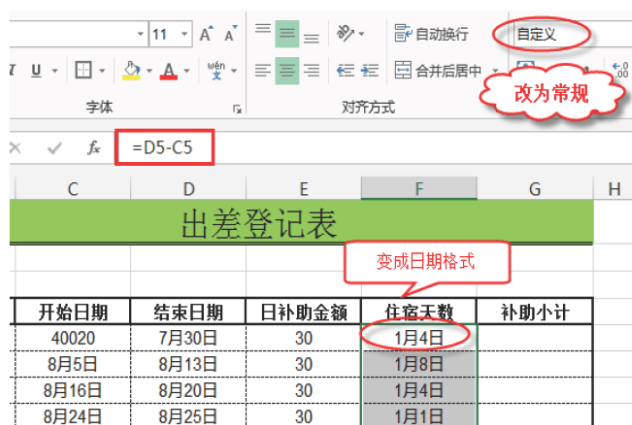 11 A A 自动换行 自定义
I U A wén 文 合并后居中 ←.0 .00
改为常规
字体 对齐方式
fx =D5-C5
C D E F G H
出差登记表
变成日期格式
开始日期 结束日期 日补助金额 住宿天数 补助小计
40020 7月30日 30 1月4日
8月5日 8月13日 30 1月8日
8月16日 8月20日 30 1月4日
8月24日 8月25日 30 1月1日